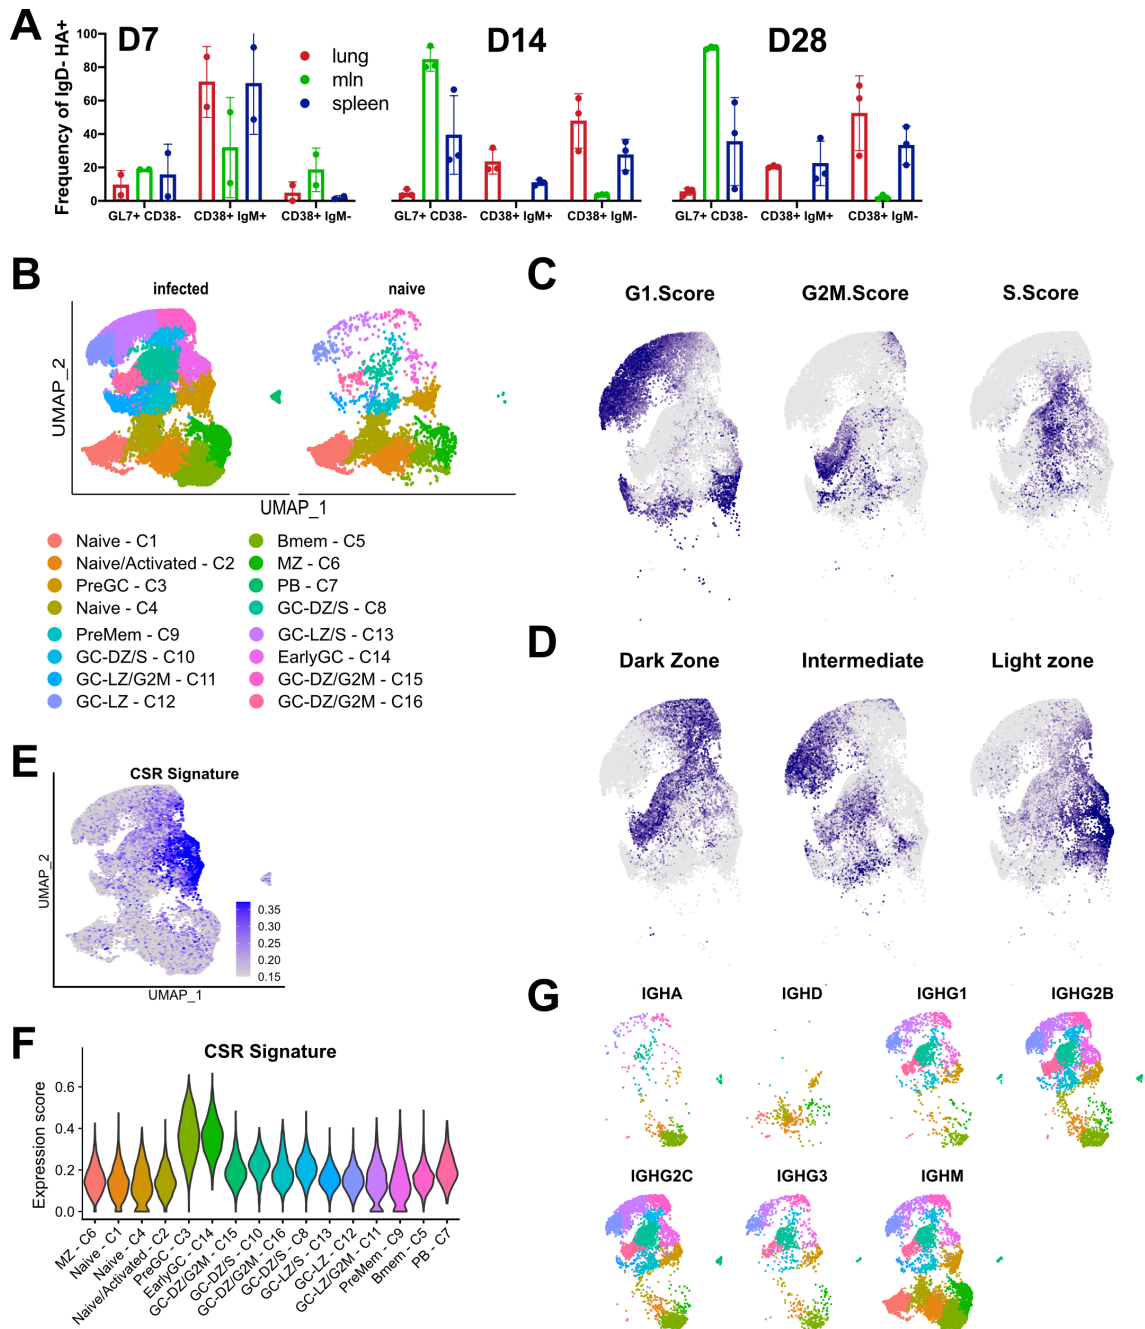 A
D7
D14
D28
Frequency of IgD- HA+
100
80
60
40
20
0
lung
mln
spleen
GL7+ CD38-
CD38+ IgM+
CD38+ IgM-
GL7+ CD38-
CD38+ IgM+
CD38+ IgM-
GL7+ CD38-
CD38+ IgM+
CD38+ IgM-
B
infected
naive
UMAP_2
UMAP_1
Naive - C1
Naive/Activated - C2
PreGC - C3
Naive - C4
PreMem - C9
GC-DZ/S - C10
GC-LZ/G2M - C11
GC-LZ - C12
Bmem - C5
MZ - C6
PB - C7
GC-DZ/S - C8
GC-LZ/S - C13
EarlyGC - C14
GC-DZ/G2M - C15
GC-DZ/G2M - C16
C
G1.Score
G2M.Score
S.Score
D
Dark Zone
Intermediate
Light zone
E
CSR Signature
UMAP_2
0.35
0.30
0.25
0.20
0.15
UMAP_1
F
CSR Signature
Expression score
0.6
0.4
0.2
0.0
MZ - C6
Naive - C1
Naive - C4
Naive/Activated - C2
PreGC - C3
EarlyGC - C14
GC-DZ/G2M - C15
GC-DZ/S - C10
GC-DZ/G2M - C16
GC-DZ/S - C8
GC-LZ/S - C13
GC-LZ - C12
GC-LZ/G2M - C11
PreMem - C9
Bmem - C5
PB - C7
G
IGHA
IGHD
IGHG1
IGHG2B
IGHG2C
IGHG3
IGHM